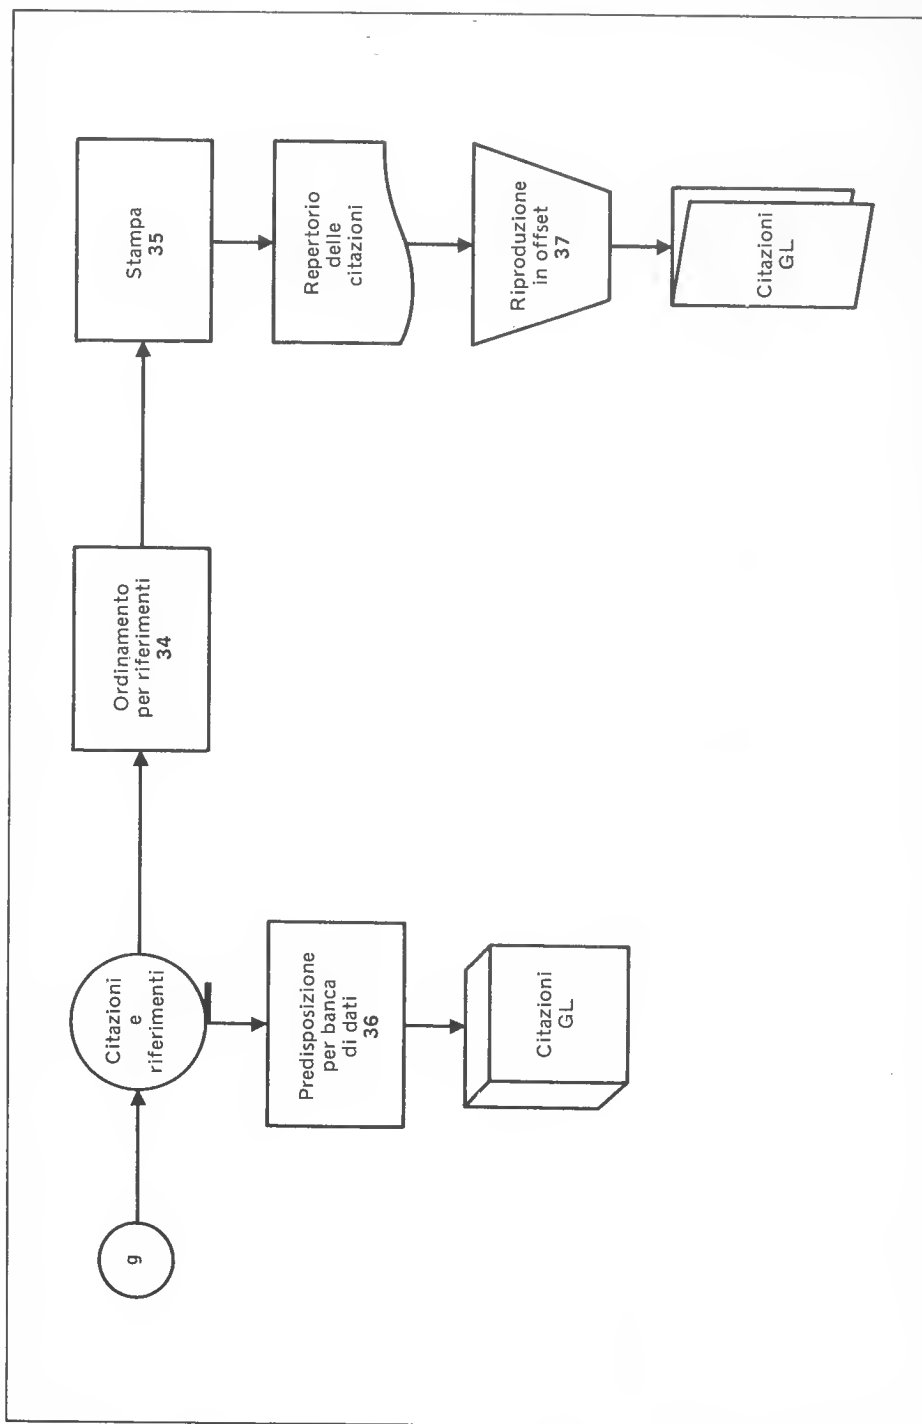 g
Citazioni
e
riferimenti
Ordinamento
per riferimenti
34
Stampa
35
Predisposizione
per banca
di dati
36
Repertorio
delle
citazioni
Citazioni
GL
Riproduzione
in offset
37
Citazioni
GL